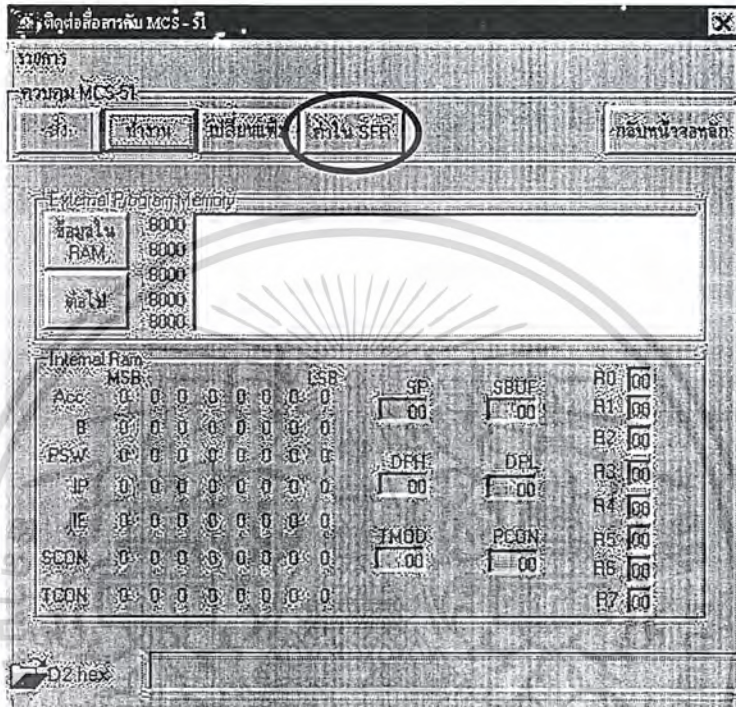 ติดต่อสื่อสารกับ MCS - 51
รายการ
ควบคุม MCS-51
ส่ง ทำงาน เปลี่ยนแฟ้ม ค่าใน SFR กลับหน้าจอหลัก
External Program Memory
ข้อมูลใน RAM
ต่อไป
8000
8000
8000
8000
8000
Internal Ram
MSB LSB
Acc 0 0 0 0 0 0 0 0
B 0 0 0 0 0 0 0 0
PSW 0 0 0 0 0 0 0 0
IP 0 0 0 0 0 0 0 0
IE 0 0 0 0 0 0 0 0
SCON 0 0 0 0 0 0 0 0
TCON 0 0 0 0 0 0 0 0
SP SBUF
00 00
DPH DPL
00 00
TMOD PCON
00 00
R0 00
R1 00
R2 00
R3 00
R4 00
R5 00
R6 00
R7 00
D2.hex